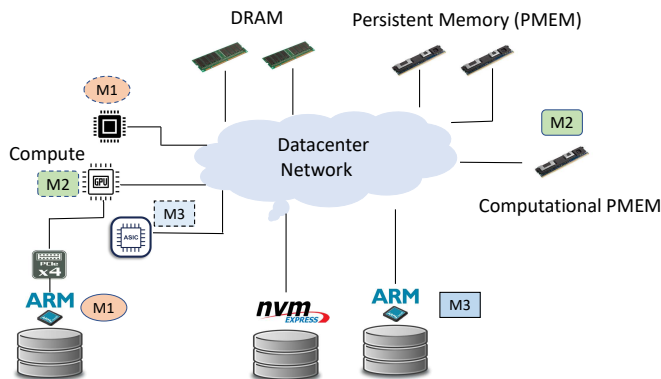 DRAM
Persistent Memory (PMEM)
M1
Datacenter
Network
M2
Compute
M2
GPU
M3
Computational PMEM
ASIC
PCIe
x4
ARM
M1
nvm
EXPRESS
ARM
M3